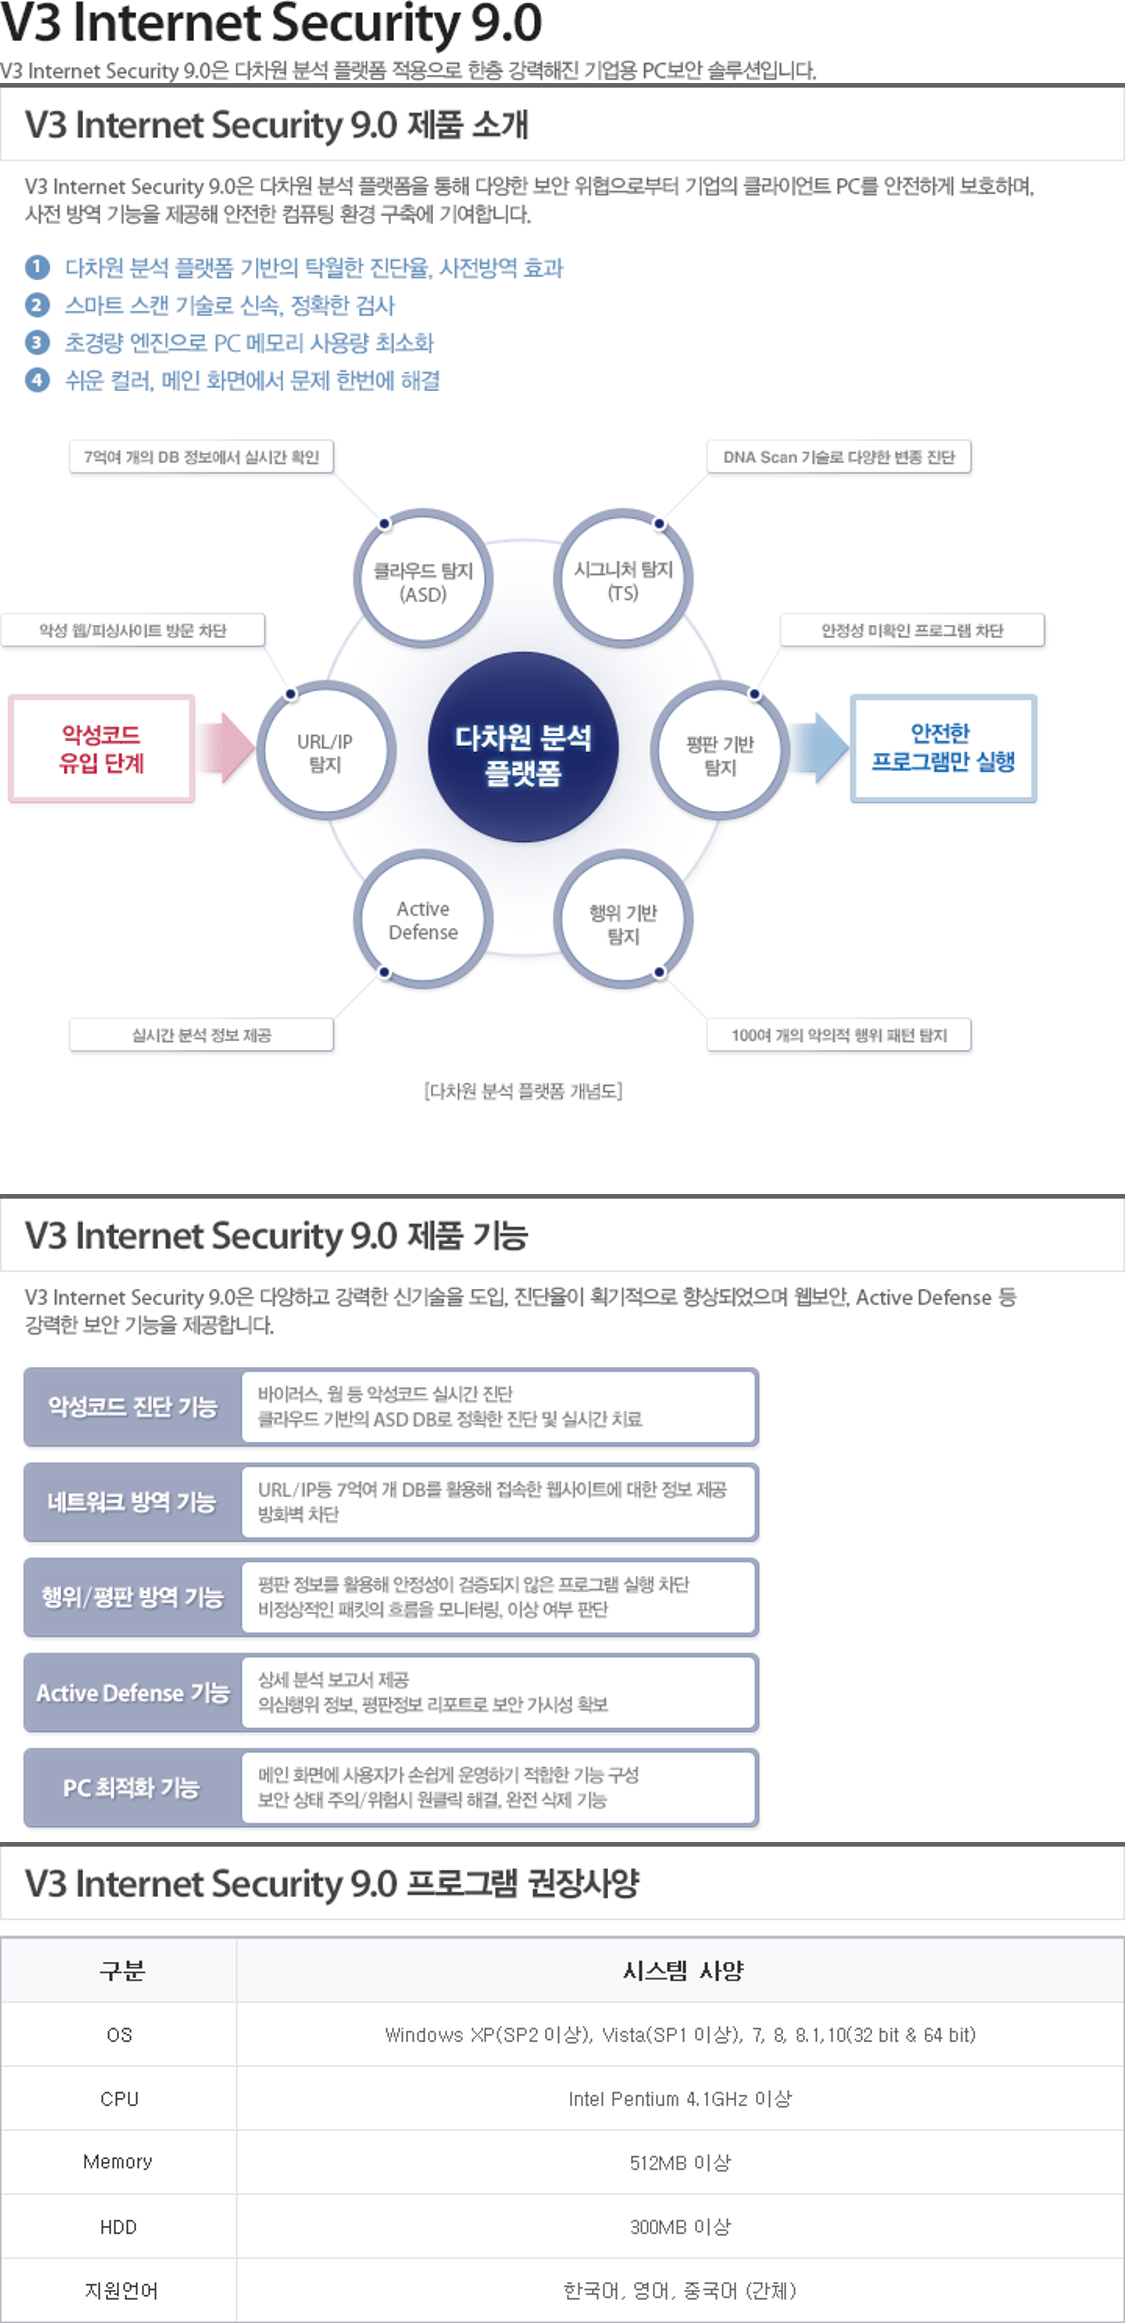 V3 Internet Security 9.0
V3 Internet Security 9.0은 다차원 분석 플랫폼 적용으로 한층 강력해진 기업용 PC보안 솔루션입니다.
V3 Internet Security 9.0 제품 소개
V3 Internet Security 9.0은 다차원 분석 플랫폼을 통해 다양한 보안 위협으로부터 기업의 클라이언트 PC를 안전하게 보호하며,
사전 방역 기능을 제공해 안전한 컴퓨팅 환경 구축에 기여합니다.
1 다차원 분석 플랫폼 기반의 탁월한 진단율, 사전방역 효과
2 스마트 스캔 기술로 신속, 정확한 검사
3 초경량 엔진으로 PC 메모리 사용량 최소화
4 쉬운 컬러, 메인 화면에서 문제 한번에 해결
7억여 개의 DB 정보에서 실시간 확인
DNA Scan 기술로 다양한 변종 진단
클라우드 탐지
(ASD)
시그니처 탐지
(TS)
악성 웹/피싱사이트 방문 차단
안정성 미확인 프로그램 차단
악성코드
유입 단계
URL/IP
탐지
다차원 분석
플랫폼
평판 기반
탐지
안전한
프로그램만 실행
Active
Defense
행위 기반
탐지
실시간 분석 정보 제공
100여 개의 악의적 행위 패턴 탐지
[다차원 분석 플랫폼 개념도]
V3 Internet Security 9.0 제품 기능
V3 Internet Security 9.0은 다양하고 강력한 신기술을 도입, 진단율이 획기적으로 향상되었으며 웹보안, Active Defense 등
강력한 보안 기능을 제공합니다.
악성코드 진단 기능
바이러스, 웜 등 악성코드 실시간 진단
클라우드 기반의 ASD DB로 정확한 진단 및 실시간 치료
네트워크 방역 기능
URL/IP등 7억여 개 DB를 활용해 접속한 웹사이트에 대한 정보 제공
방화벽 차단
행위/평판 방역 기능
평판 정보를 활용해 안정성이 검증되지 않은 프로그램 실행 차단
비정상적인 패킷의 흐름을 모니터링, 이상 여부 판단
Active Defense 기능
상세 분석 보고서 제공
의심행위 정보, 평판정보 리포트로 보안 가시성 확보
PC 최적화 기능
메인 화면에 사용자가 손쉽게 운영하기 적합한 기능 구성
보안 상태 주의/위험시 원클릭 해결, 완전 삭제 기능
V3 Internet Security 9.0 프로그램 권장사양
구분 시스템 사양
OS Windows XP(SP2 이상), Vista(SP1 이상), 7, 8, 8.1,10(32 bit & 64 bit)
CPU Intel Pentium 4.1GHz 이상
Memory 512MB 이상
HDD 300MB 이상
지원언어 한국어, 영어, 중국어 (간체)